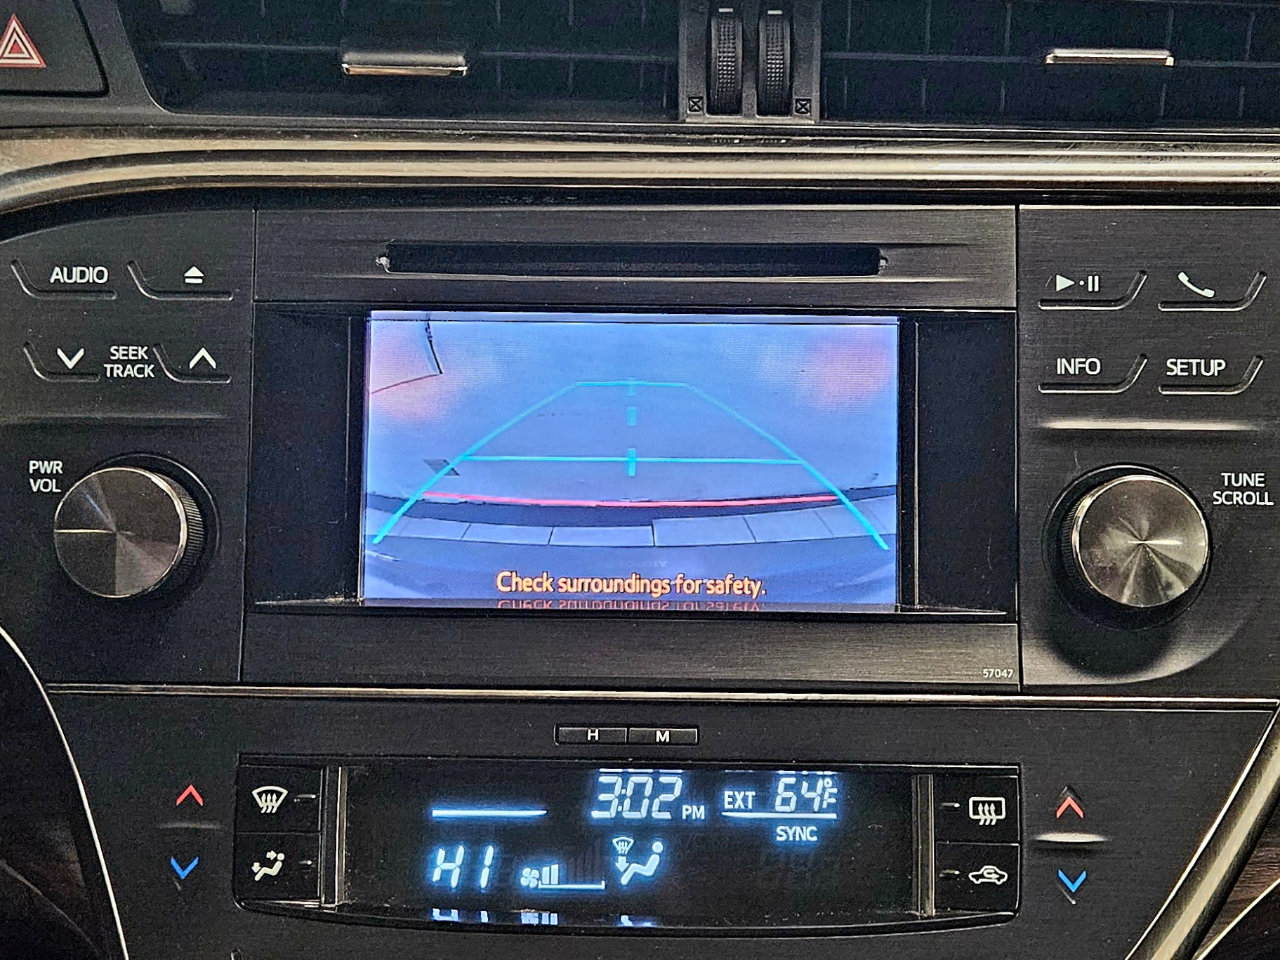 AUDIO
SEEK
TRACK
PWR
VOL
INFO
SETUP
TUNE
SCROLL
Check surroundings for safety.
57047
H M
3:02 PM
EXT 64°F
SYNC
HI